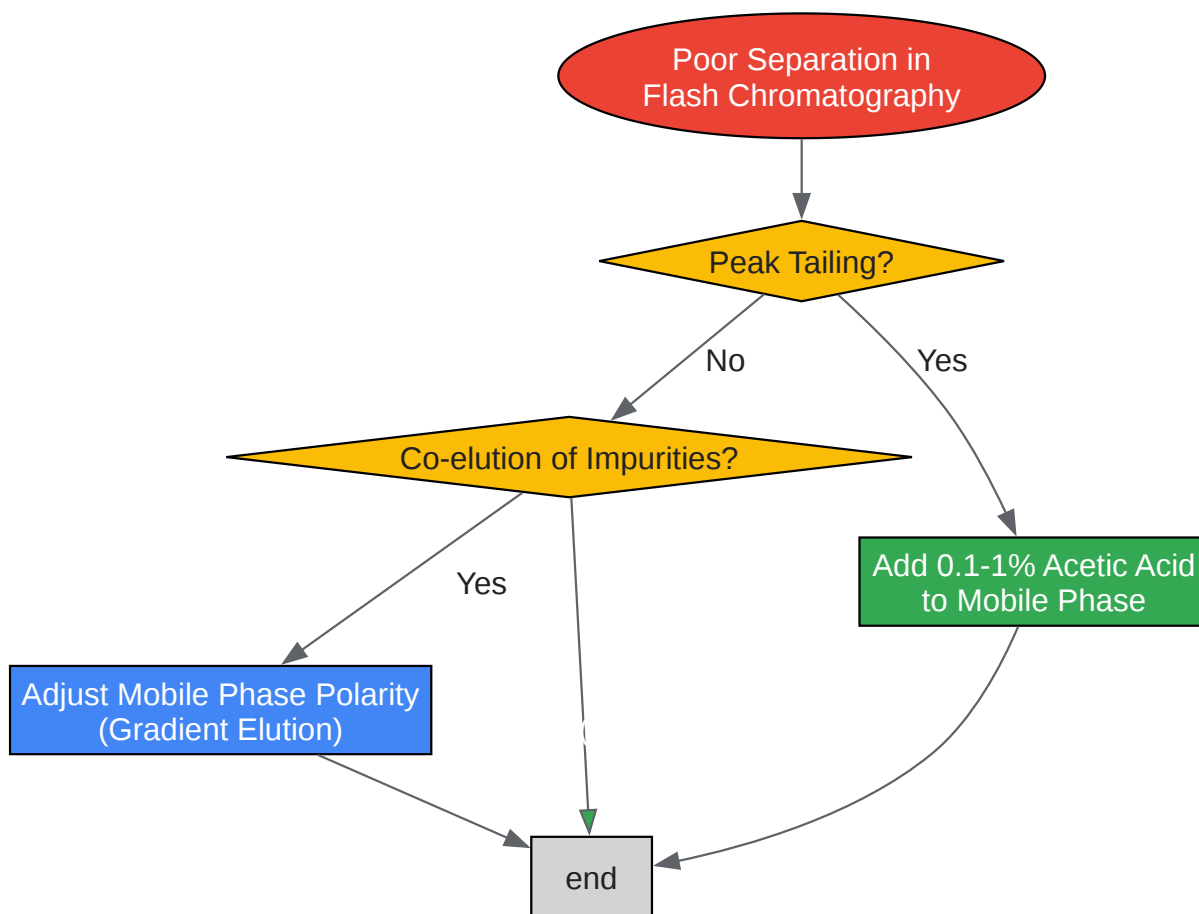 Poor Separation in
Flash Chromatography
Peak Tailing?
No
Yes
Co-elution of Impurities?
Yes
Add 0.1-1% Acetic Acid
to Mobile Phase
Adjust Mobile Phase Polarity
(Gradient Elution)
end